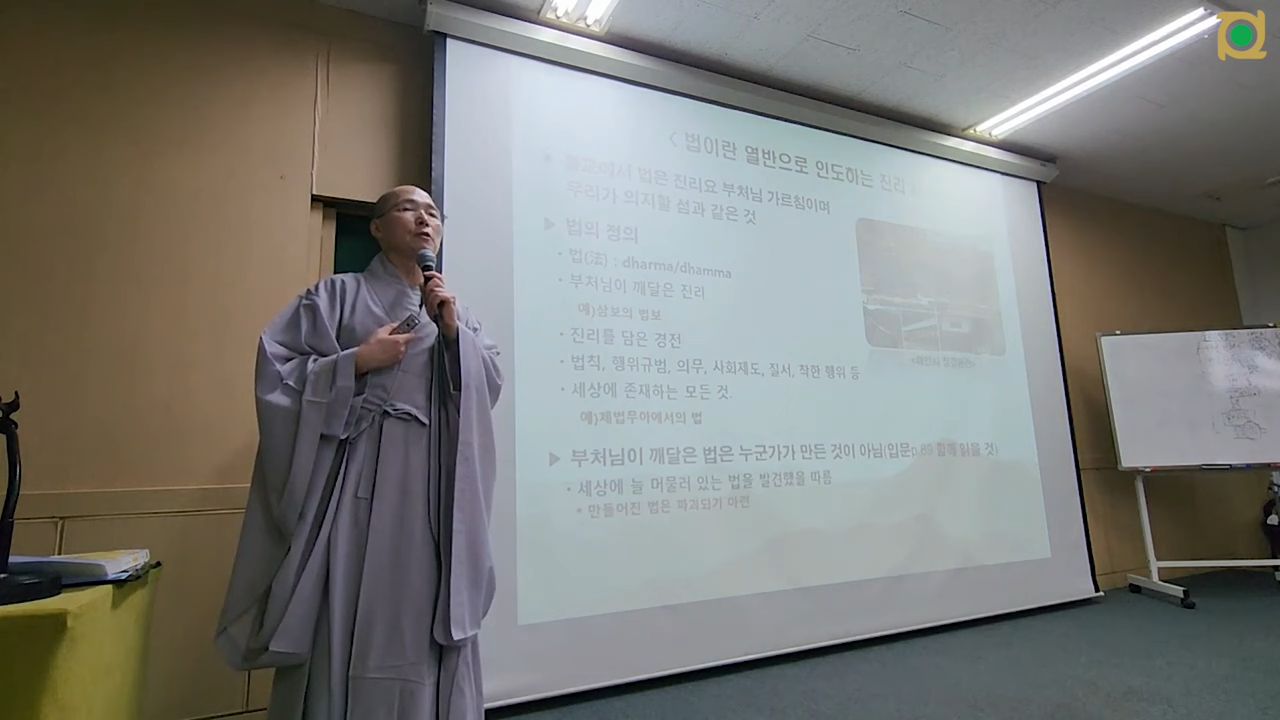 < 법이란 열반으로 인도하는 진리
불교에서 법은 진리요 부처님 가르침이며
우리가 의지할 섬과 같은 것
▶ 법의 정의
· 법(法) : dharma/dhamma
· 부처님이 깨달은 진리
예)삼보의 법보
· 진리를 담은 경전
· 법칙, 행위규범, 의무, 사회제도, 질서, 착한 행위 등
· 세상에 존재하는 모든 것.
예)제법무아에서의 법
▶ 부처님이 깨달은 법은 누군가가 만든 것이 아님(입문p.89 함께 읽을 것)
· 세상에 늘 머물러 있는 법을 발견했을 따름
* 만들어진 법은 파괴되기 마련